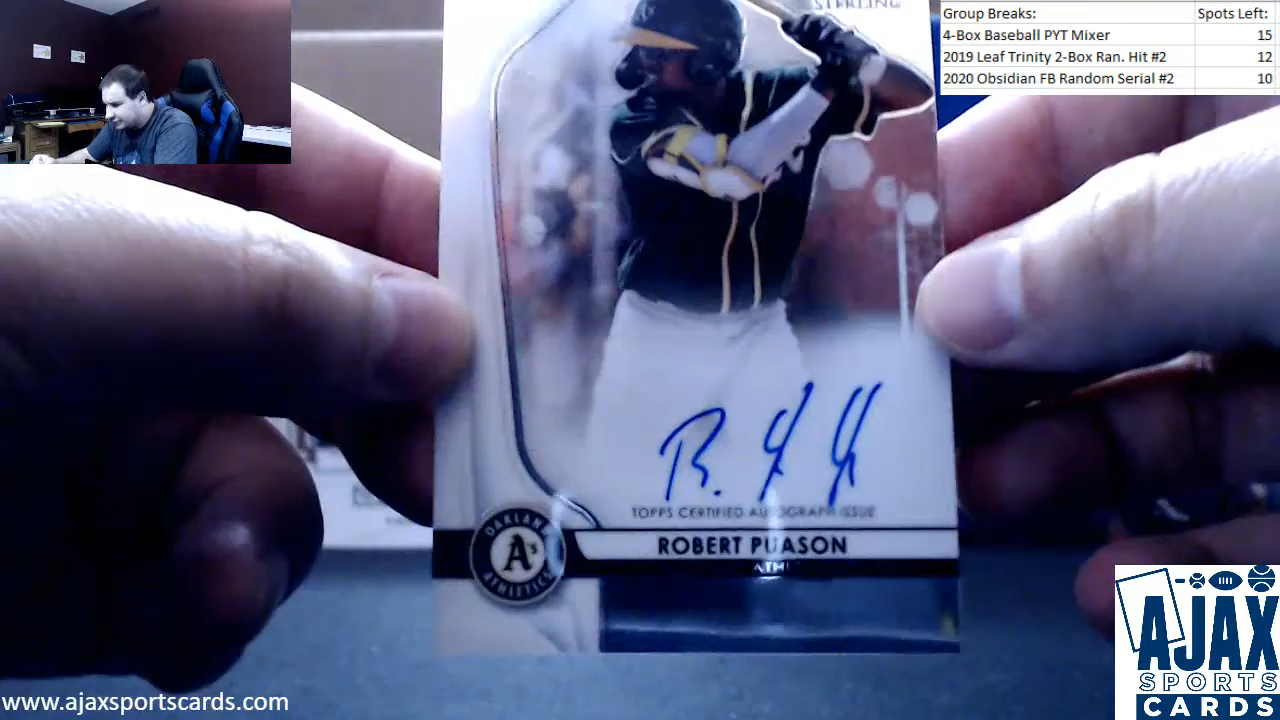 STERLING
Group Breaks: Spots Left:
4-Box Baseball PYT Mixer 15
2019 Leaf Trinity 2-Box Ran. Hit #2 12
2020 Obsidian FB Random Serial #2 10
TOPPS CERTIFIED AUTOGRAPH ISSUE
OAKLAND
A's
ATHLETICS
ROBERT PUASON
ATH
www.ajaxsportscards.com
AJAX
SPORTS
CARDS